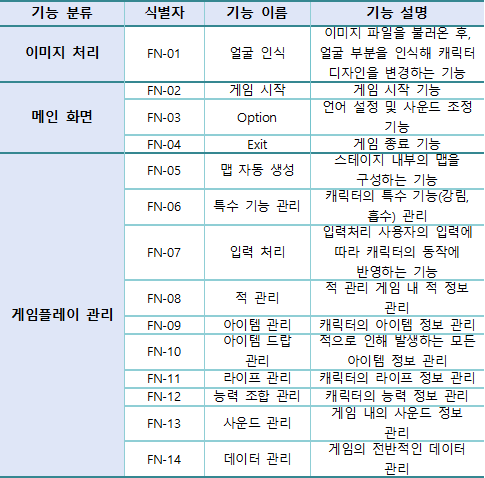 기능 분류 식별자 기능 이름 기능 설명
이미지 처리 FN-01 얼굴 인식 이미지 파일을 불러온 후,
얼굴 부분을 인식해 캐릭터
디자인을 변경하는 기능
메인 화면 FN-02 게임 시작 게임 시작 기능
FN-03 Option 언어 설정 및 사운드 조정
기능
FN-04 Exit 게임 종료 기능
게임플레이 관리 FN-05 맵 자동 생성 스테이지 내부의 맵을
구성하는 기능
FN-06 특수 기능 관리 캐릭터의 특수 기능(강림,
흡수) 관리
FN-07 입력 처리 입력처리 사용자의 입력에
따라 캐릭터의 동작에
반영하는 기능
FN-08 적 관리 적 관리 게임 내 적 정보
관리
FN-09 아이템 관리 캐릭터의 아이템 정보 관리
FN-10 아이템 드랍
관리 적으로 인해 발생하는 모든
아이템 정보 관리
FN-11 라이프 관리 캐릭터의 라이프 정보 관리
FN-12 능력 조합 관리 캐릭터의 능력 정보 관리
FN-13 사운드 관리 게임 내의 사운드 정보
관리
FN-14 데이터 관리 게임의 전반적인 데이터
관리